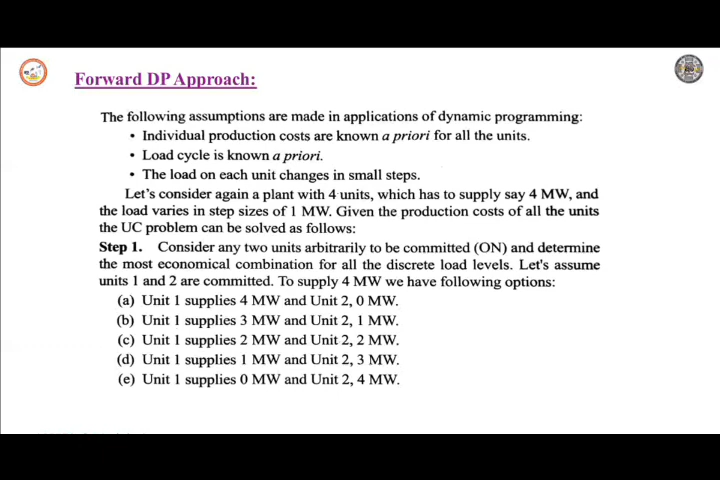 Forward DP Approach:
The following assumptions are made in applications of dynamic programming:
• Individual production costs are known a priori for all the units.
• Load cycle is known a priori.
• The load on each unit changes in small steps.
Let's consider again a plant with 4 units, which has to supply say 4 MW, and
the load varies in step sizes of 1 MW. Given the production costs of all the units
the UC problem can be solved as follows:
Step 1. Consider any two units arbitrarily to be committed (ON) and determine
the most economical combination for all the discrete load levels. Let's assume
units 1 and 2 are committed. To supply 4 MW we have following options:
(a) Unit 1 supplies 4 MW and Unit 2, 0 MW.
(b) Unit 1 supplies 3 MW and Unit 2, 1 MW.
(c) Unit 1 supplies 2 MW and Unit 2, 2 MW.
(d) Unit 1 supplies 1 MW and Unit 2, 3 MW.
(e) Unit 1 supplies 0 MW and Unit 2, 4 MW.